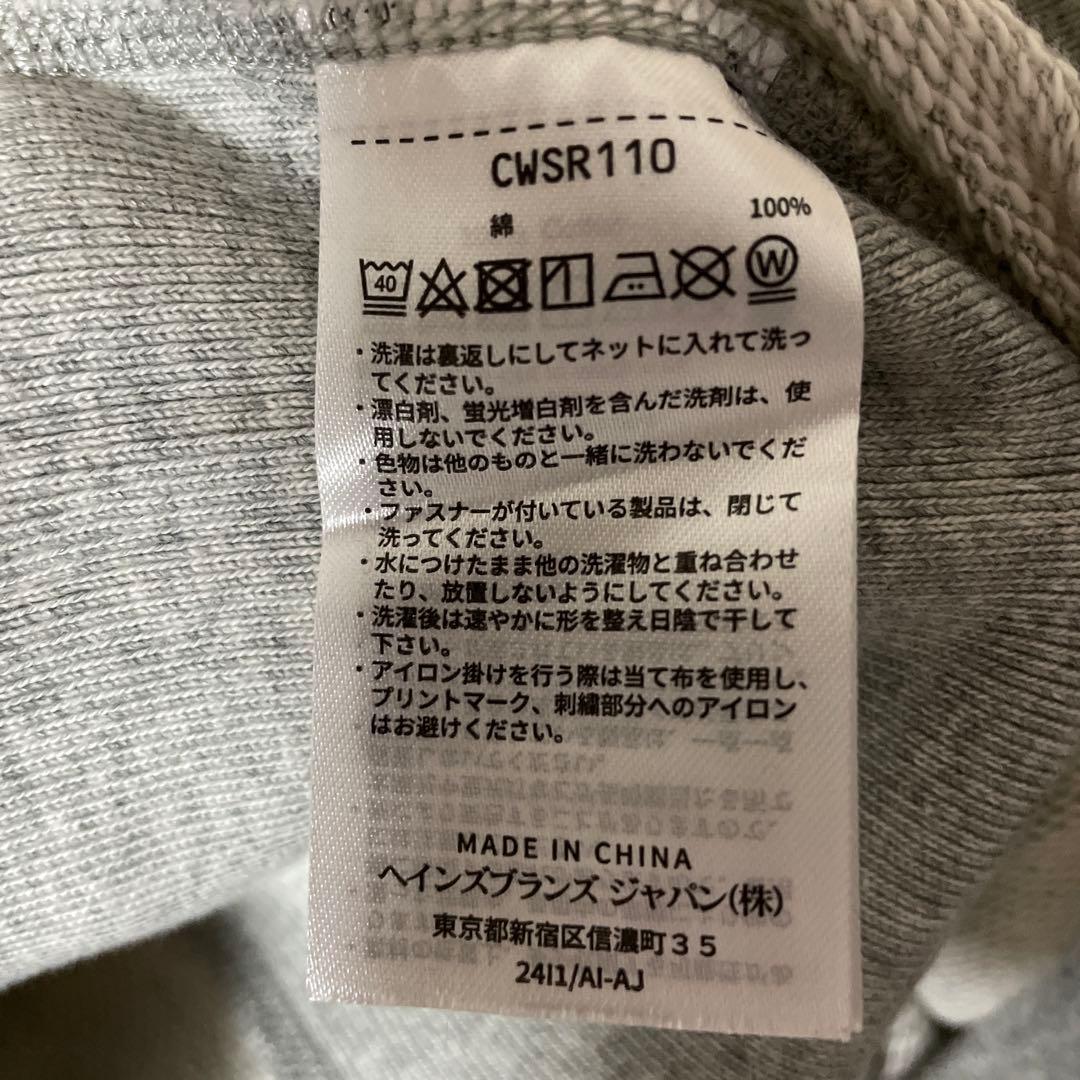 CWSR110
綿 100%
40 W
・洗濯は裏返しにしてネットに入れて洗っ
てください。
・漂白剤、蛍光増白剤を含んだ洗剤は、使
用しないでください。
・色物は他のものと一緒に洗わないでくだ
さい。
・ファスナーが付いている製品は、閉じて
洗ってください。
・水につけたまま他の洗濯物と重ね合わせ
たり、放置しないようにしてください。
・洗濯後は速やかに形を整え日陰で干して
下さい。
・アイロン掛けを行う際は当て布を使用し、
プリントマーク、刺繍部分へのアイロン
はお避けください。
MADE IN CHINA
ヘインズブランズ ジャパン(株)
東京都新宿区信濃町35
24I1/AI-AJ